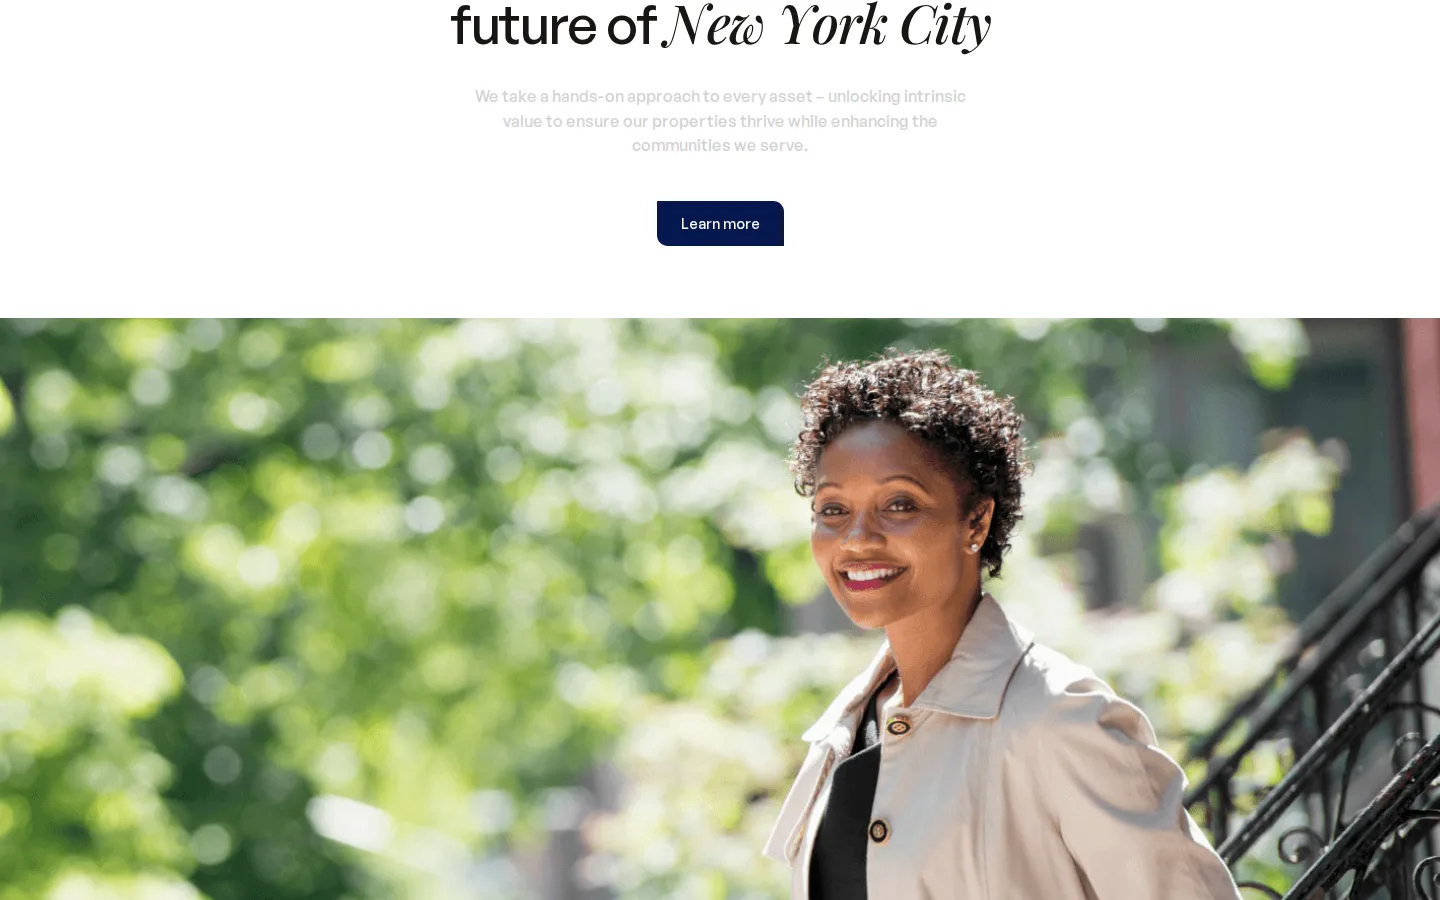 future of New York City
We take a hands-on approach to every asset – unlocking intrinsic
value to ensure our properties thrive while enhancing the
communities we serve.
Learn more